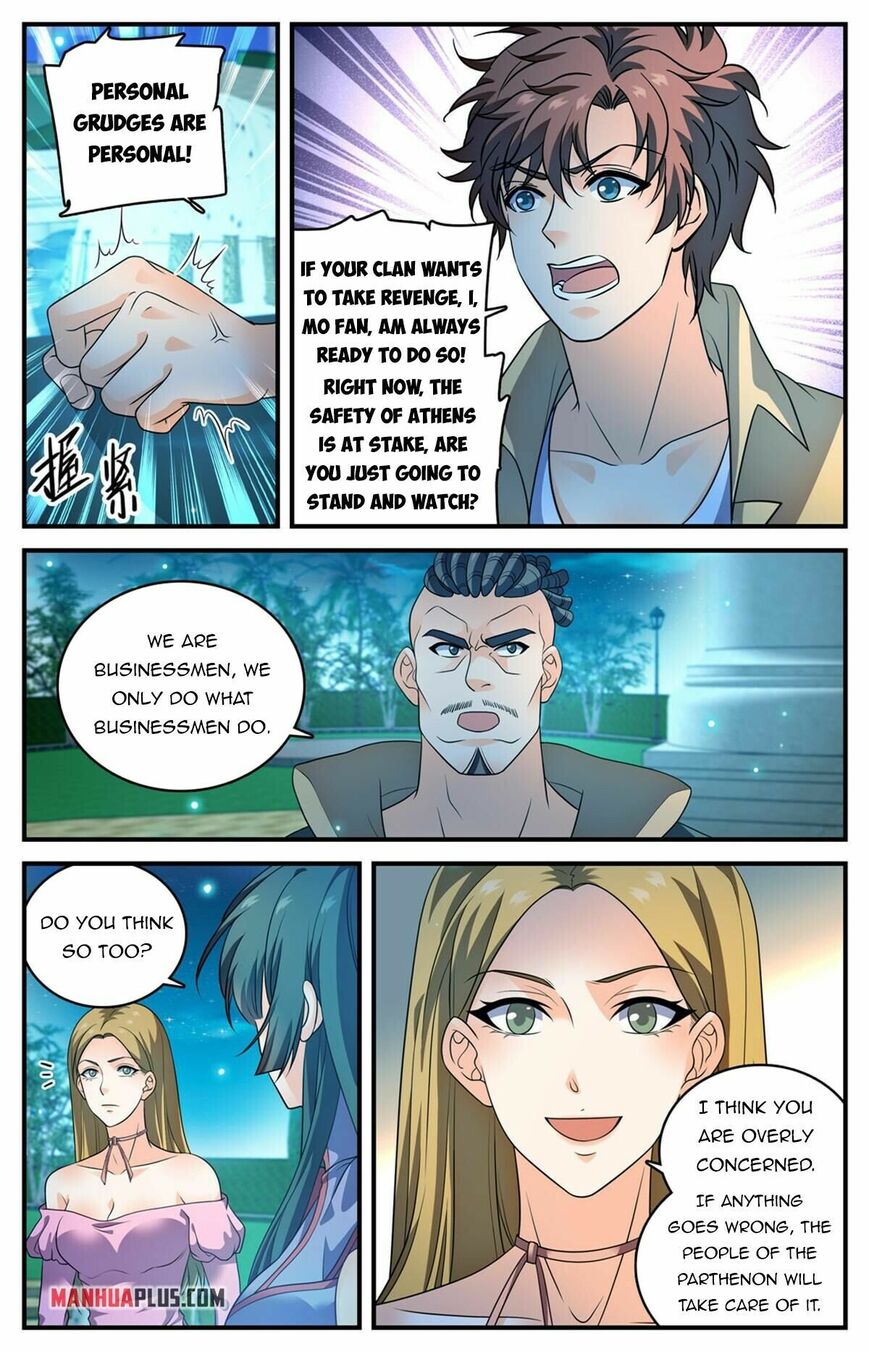 PERSONAL
GRUDGES ARE
PERSONAL!
握
紧
IF YOUR CLAN WANTS
TO TAKE REVENGE, I,
MO FAN, AM ALWAYS
READY TO DO SO!
RIGHT NOW, THE
SAFETY OF ATHENS
IS AT STAKE, ARE
YOU JUST GOING TO
STAND AND WATCH?
WE ARE
BUSINESSMEN, WE
ONLY DO WHAT
BUSINESSMEN DO.
DO YOU THINK
SO TOO?
I THINK YOU
ARE OVERLY
CONCERNED.
IF ANYTHING
GOES WRONG, THE
PEOPLE OF THE
PARTHENON WILL
TAKE CARE OF IT.
MANHUAPLUS.COM